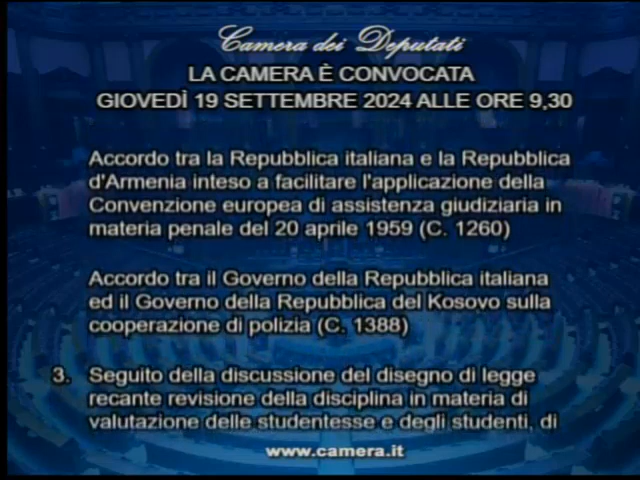 Camera dei Deputati
LA CAMERA È CONVOCATA
GIOVEDÌ 19 SETTEMBRE 2024 ALLE ORE 9,30
Accordo tra la Repubblica italiana e la Repubblica
d'Armenia inteso a facilitare l'applicazione della
Convenzione europea di assistenza giudiziaria in
materia penale del 20 aprile 1959 (C. 1260)
Accordo tra il Governo della Repubblica italiana
ed il Governo della Repubblica del Kosovo sulla
cooperazione di polizia (C. 1388)
3. Seguito della discussione del disegno di legge
recante revisione della disciplina in materia di
valutazione delle studentesse e degli studenti, di
www.camera.it